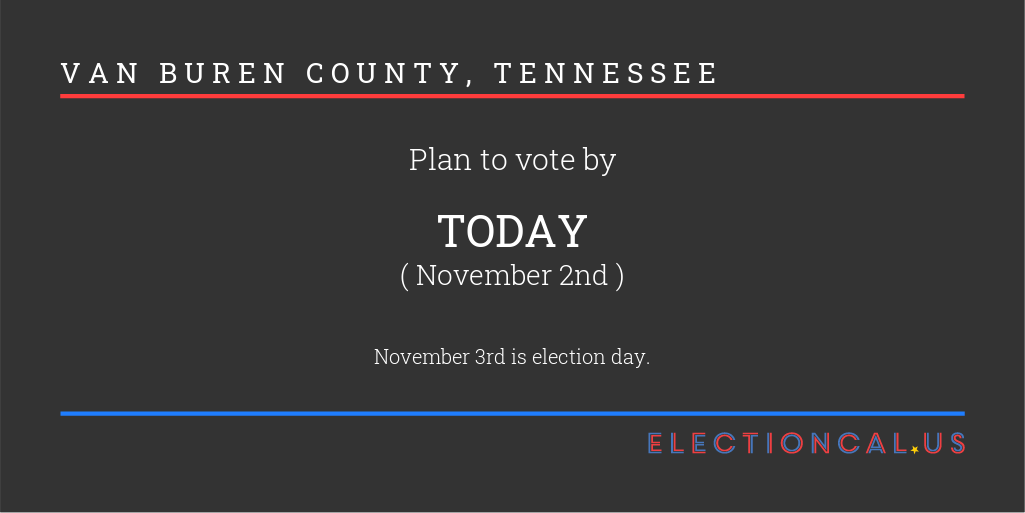 VAN BUREN COUNTY, TENNESSEE
Plan to vote by
TODAY
( November 2nd )
November 3rd is election day.
ELECTIONCAL.US